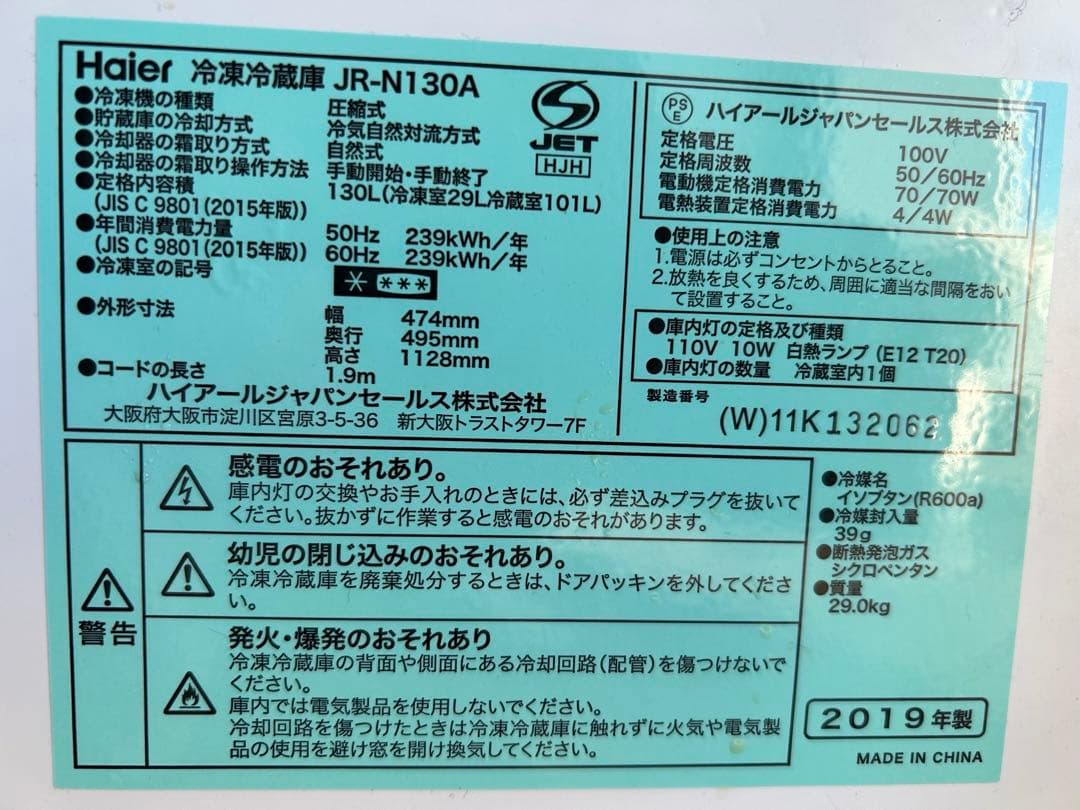 Haier 冷凍冷蔵庫 JR-N130A
●冷凍機の種類 圧縮式
●貯蔵庫の冷却方式 冷気自然対流方式
●冷却器の霜取り方式 自然式
●冷却器の霜取り操作方法 手動開始・手動終了
●定格内容積 130L(冷凍室29L冷蔵室101L)
(JIS C 9801(2015年版))
●年間消費電力量 50Hz 239kWh/年
(JIS C 9801(2015年版)) 60Hz 239kWh/年
●冷凍室の記号
●外形寸法 幅 474mm
奥行 495mm
高さ 1128mm
●コードの長さ 1.9m
ハイアールジャパンセールス株式会社
大阪府大阪市淀川区宮原3-5-36 新大阪トラストタワー7F
JET
HJH
PSE ハイアールジャパンセールス株式会社
定格電圧 100V
定格周波数 50/60Hz
電動機定格消費電力 70/70W
電熱装置定格消費電力 4/4W
●使用上の注意
1.電源は必ずコンセントからとること。
2.放熱を良くするため、周囲に適当な間隔をおい
て設置すること。
●庫内灯の定格及び種類
110V 10W 白熱ランプ (E12 T20)
●庫内灯の数量 冷蔵室内1個
製造番号
(W)11K132062
警告
感電のおそれあり。
庫内灯の交換やお手入れのときには、必ず差込みプラグを抜いて
ください。抜かずに作業すると感電のおそれがあります。
幼児の閉じ込みのおそれあり。
冷凍冷蔵庫を廃棄処分するときは、ドアパッキンを外してくださ
い。
発火・爆発のおそれあり
冷凍冷蔵庫の背面や側面にある冷却回路(配管)を傷つけないで
ください。
庫内では電気製品を使用しないでください。
冷却回路を傷つけたときは冷凍冷蔵庫に触れずに火気や電気製
品の使用を避け窓を開け換気してください。
●冷媒名
イソブタン(R600a)
●冷媒封入量
39g
●断熱発泡ガス
シクロペンタン
●質量
29.0kg
2019年製
MADE IN CHINA